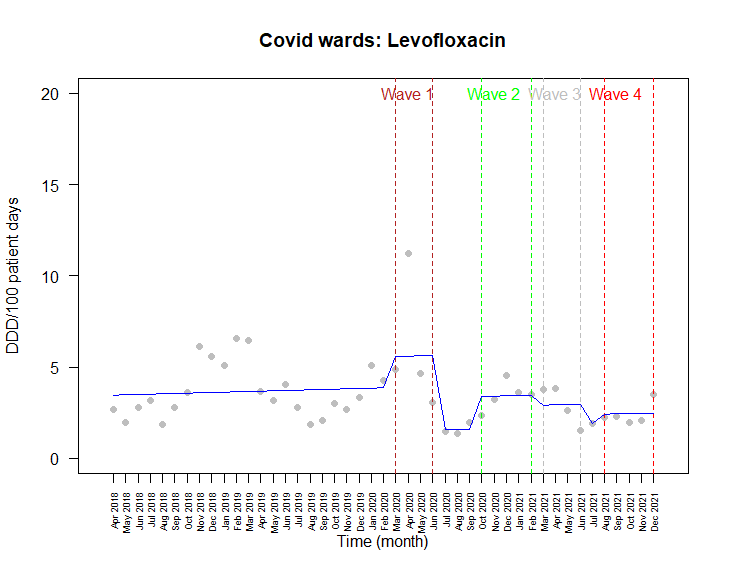 Covid wards: Levofloxacin
Wave 1 Wave 2 Wave 3 Wave 4
20
15
10
5
0
DDD/100 patient days
Apr 2018 May 2018 Jun 2018 Jul 2018 Aug 2018 Sep 2018 Oct 2018 Nov 2018 Dec 2018 Jan 2019 Feb 2019 Mar 2019 Apr 2019 May 2019 Jun 2019 Jul 2019 Aug 2019 Sep 2019 Oct 2019 Nov 2019 Dec 2019 Jan 2020 Feb 2020 Mar 2020 Apr 2020 May 2020 Jun 2020 Jul 2020 Aug 2020 Sep 2020 Oct 2020 Nov 2020 Dec 2020 Jan 2021 Feb 2021 Mar 2021 Apr 2021 May 2021 Jun 2021 Jul 2021 Aug 2021 Sep 2021 Oct 2021 Nov 2021 Dec 2021
Time (month)